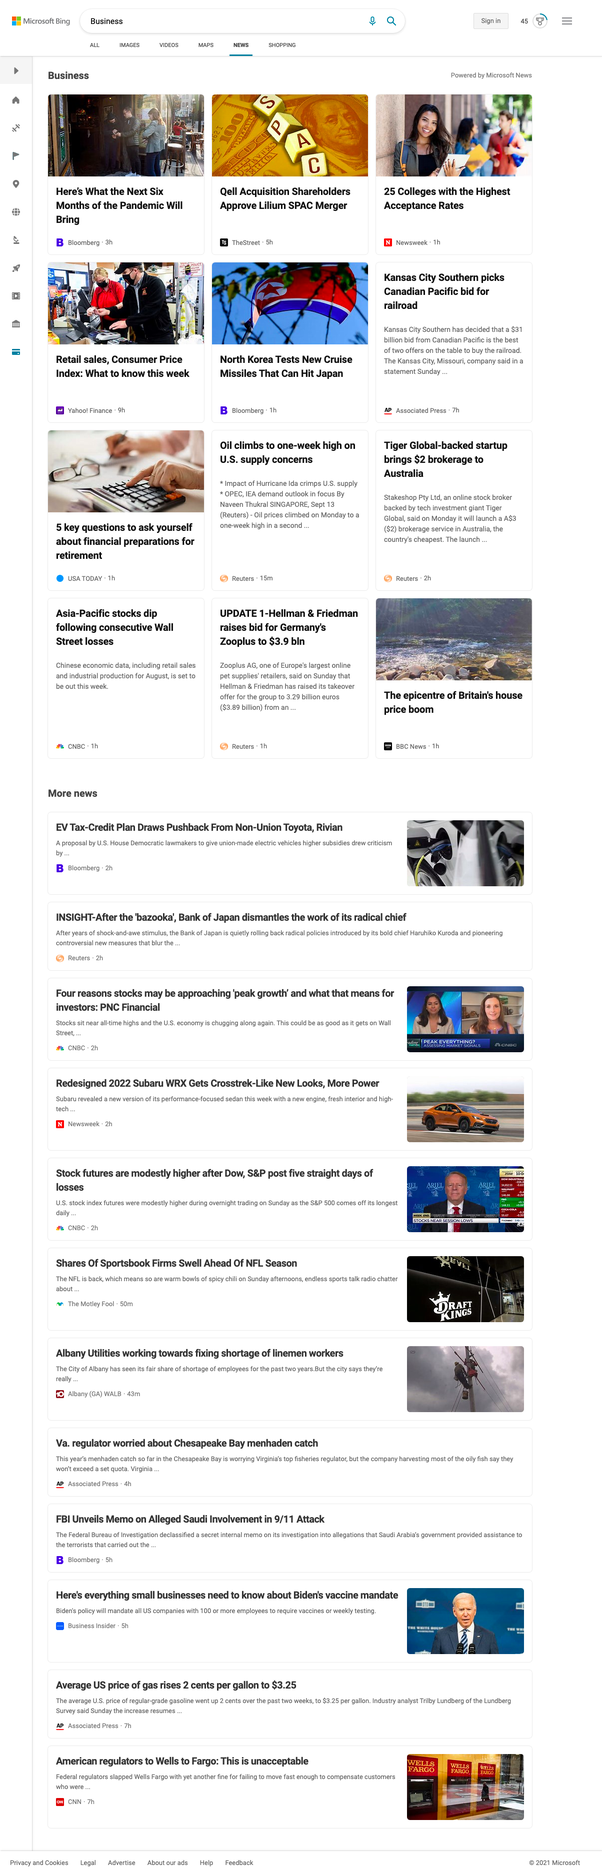 Microsoft Bing
Business
Sign in
45
ALL
IMAGES
VIDEOS
MAPS
NEWS
SHOPPING
Business
Powered by Microsoft News
Here's What the Next Six
Months of the Pandemic Will
Bring
Bloomberg · 3h
100
S
P
A
C
Qell Acquisition Shareholders
Approve Lilium SPAC Merger
TheStreet · 5h
25 Colleges with the Highest
Acceptance Rates
Newsweek · 1h
Retail sales, Consumer Price
Index: What to know this week
Yahoo! Finance · 9h
North Korea Tests New Cruise
Missiles That Can Hit Japan
Bloomberg · 1h
Kansas City Southern picks
Canadian Pacific bid for
railroad
Kansas City Southern has decided that a $31
billion bid from Canadian Pacific is the best
of two offers on the table to buy the railroad.
The Kansas City, Missouri, company said in a
statement Sunday ...
AP Associated Press · 7h
5 key questions to ask yourself
about financial preparations for
retirement
USA TODAY · 1h
Oil climbs to one-week high on
U.S. supply concerns
* Impact of Hurricane Ida crimps U.S. supply
* OPEC, IEA demand outlook in focus By
Naveen Thukral SINGAPORE, Sept 13
(Reuters) - Oil prices climbed on Monday to a
one-week high in a second ...
Reuters · 15m
Tiger Global-backed startup
brings $2 brokerage to
Australia
Stakeshop Pty Ltd, an online stock broker
backed by tech investment giant Tiger
Global, said on Monday it will launch a A$3
($2) brokerage service in Australia, the
country's cheapest. The launch ...
Reuters · 2h
Asia-Pacific stocks dip
following consecutive Wall
Street losses
Chinese economic data, including retail sales
and industrial production for August, is set to
be out this week.
CNBC · 1h
UPDATE 1-Hellman & Friedman
raises bid for Germany's
Zooplus to $3.9 bln
Zooplus AG, one of Europe's largest online
pet supplies' retailers, said on Sunday that
Hellman & Friedman has raised its takeover
offer for the group to 3.29 billion euros
($3.89 billion) from an ...
Reuters · 1h
The epicentre of Britain's house
price boom
BBC News · 1h
More news
EV Tax-Credit Plan Draws Pushback From Non-Union Toyota, Rivian
A proposal by U.S. House Democratic lawmakers to give union-made electric vehicles higher subsidies drew criticism
by ...
Bloomberg · 2h
INSIGHT-After the 'bazooka', Bank of Japan dismantles the work of its radical chief
After years of shock-and-awe stimulus, the Bank of Japan is quietly rolling back radical policies introduced by its bold chief Haruhiko Kuroda and pioneering
controversial new measures that blur the ...
Reuters · 2h
Four reasons stocks may be approaching 'peak growth' and what that means for
investors: PNC Financial
Stocks sit near all-time highs and the U.S. economy is chugging along again. This could be as good as it gets on Wall
Street, ...
CNBC · 2h
PEAK EVERYTHING?
ASSESSING MARKET SIGNALS
CNBC
Redesigned 2022 Subaru WRX Gets Crosstrek-Like New Looks, More Power
Subaru revealed a new version of its performance-focused sedan this week with a new engine, fresh interior and high-
tech ...
Newsweek · 2h
Stock futures are modestly higher after Dow, S&P post five straight days of
losses
U.S. stock index futures were modestly higher during overnight trading on Sunday as the S&P 500 comes off its longest
daily ...
CNBC · 2h
ARIEL
STOCKS NEAR SESSION LOWS
Shares Of Sportsbook Firms Swell Ahead Of NFL Season
The NFL is back, which means so are warm bowls of spicy chili on Sunday afternoons, endless sports talk radio chatter
about ...
The Motley Fool · 50m
DRAFT
KINGS
Albany Utilities working towards fixing shortage of linemen workers
The City of Albany has seen its fair share of shortage of employees for the past two years.But the city says they're
really ...
Albany (GA) WALB · 43m
Va. regulator worried about Chesapeake Bay menhaden catch
This year's menhaden catch so far in the Chesapeake Bay is worrying Virginia's top fisheries regulator, but the company harvesting most of the oily fish say they
won't exceed a set quota. Virginia ...
AP Associated Press · 4h
FBI Unveils Memo on Alleged Saudi Involvement in 9/11 Attack
The Federal Bureau of Investigation declassified a secret internal memo on its investigation into allegations that Saudi Arabia's government provided assistance to
the terrorists that carried out the ...
Bloomberg · 5h
Here's everything small businesses need to know about Biden's vaccine mandate
Biden's policy will mandate all US companies with 100 or more employees to require vaccines or weekly testing.
Business Insider · 5h
Average US price of gas rises 2 cents per gallon to $3.25
The average U.S. price of regular-grade gasoline went up 2 cents over the past two weeks, to $3.25 per gallon. Industry analyst Trilby Lundberg of the Lundberg
Survey said Sunday the increase resumes ...
AP Associated Press · 7h
American regulators to Wells to Fargo: This is unacceptable
Federal regulators slapped Wells Fargo with yet another fine for failing to move fast enough to compensate customers
who were ...
CNN · 7h
WELLS
FARGO
WELLS
FARGO
WELLS
FARGO
Privacy and Cookies
Legal
Advertise
About our ads
Help
Feedback
© 2021 Microsoft